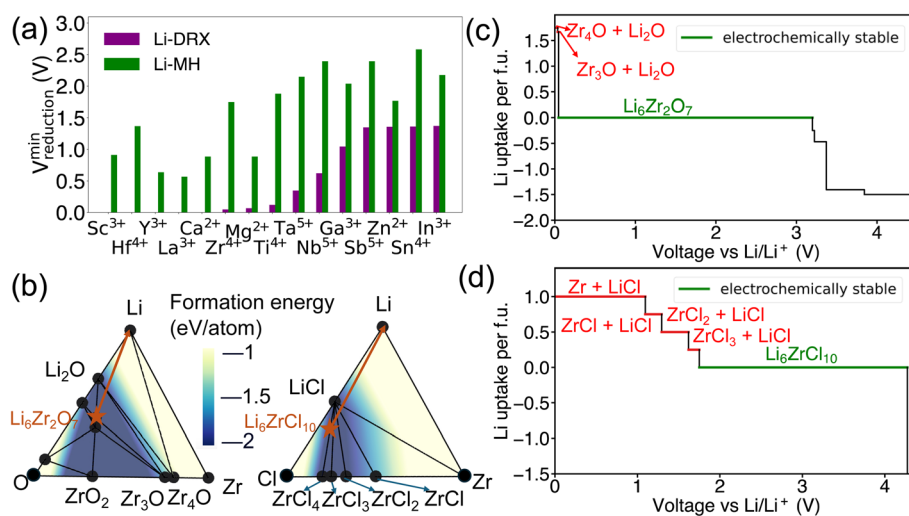 (a)
3.0
2.5
2.0
1.5
1.0
0.5
0.0
V^min_reduction (V)
Li-DRX
Li-MH
Sc³⁺ Y³⁺ Ca²⁺ Mg²⁺ Ta⁵⁺ Ga³⁺ Zn²⁺ In³⁺
Hf⁴⁺ La³⁺ Zr⁴⁺ Ti⁴⁺ Nb⁵⁺ Sb⁵⁺ Sn⁴⁺
(b)
Li
Formation energy
(eV/atom)
—1
—1.5
—2
Li₂O
Li₆Zr₂O₇
O
ZrO₂
Zr₃O
Zr₄O
Zr
Li
LiCl
Li₆ZrCl₁₀
Cl
Zr
ZrCl₄
ZrCl₃
ZrCl₂
ZrCl
(c)
Zr₄O + Li₂O
Zr₃O + Li₂O
electrochemically stable
Li₆Zr₂O₇
Li uptake per f.u.
1.5
1.0
0.5
0.0
−0.5
−1.0
−1.5
−2.0
0 1 2 3 4
Voltage vs Li/Li⁺ (V)
(d)
Zr + LiCl
electrochemically stable
ZrCl + LiCl
ZrCl₂ + LiCl
ZrCl₃ + LiCl
Li₆ZrCl₁₀
Li uptake per f.u.
1.0
0.5
0.0
−0.5
−1.0
−1.5
0 1 2 3 4
Voltage vs Li/Li⁺ (V)